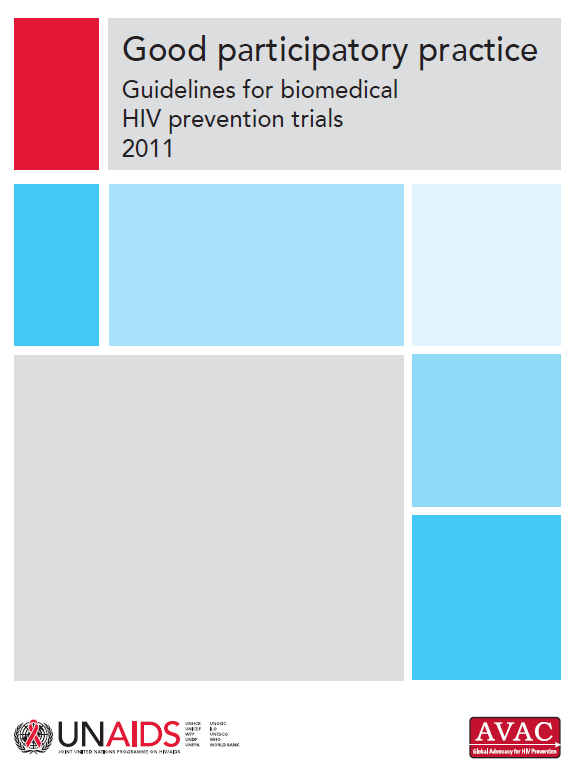 Good participatory practice
Guidelines for biomedical
HIV prevention trials
2011
UNAIDS
JOINT UNITED NATIONS PROGRAMME ON HIV/AIDS
UNHCR
UNICEF
WFP
UNDP
UNFPA
UNODC
ILO
UNESCO
WHO
WORLD BANK
AVAC
Global Advocacy for HIV Prevention